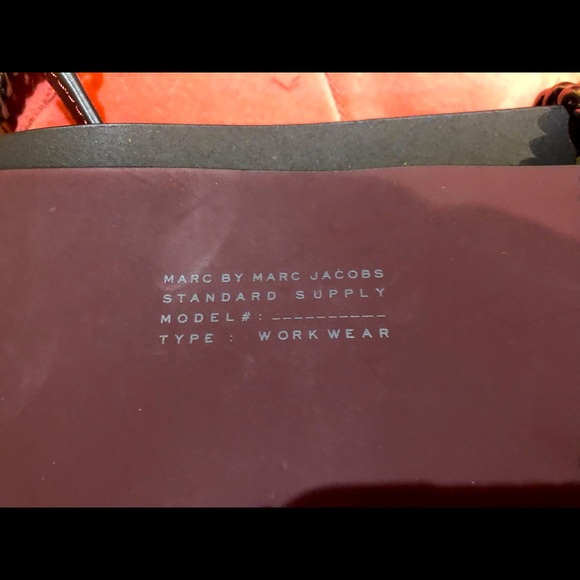 MARC BY MARC JACOBS
STANDARD SUPPLY
MODEL#: __________
TYPE : WORKWEAR